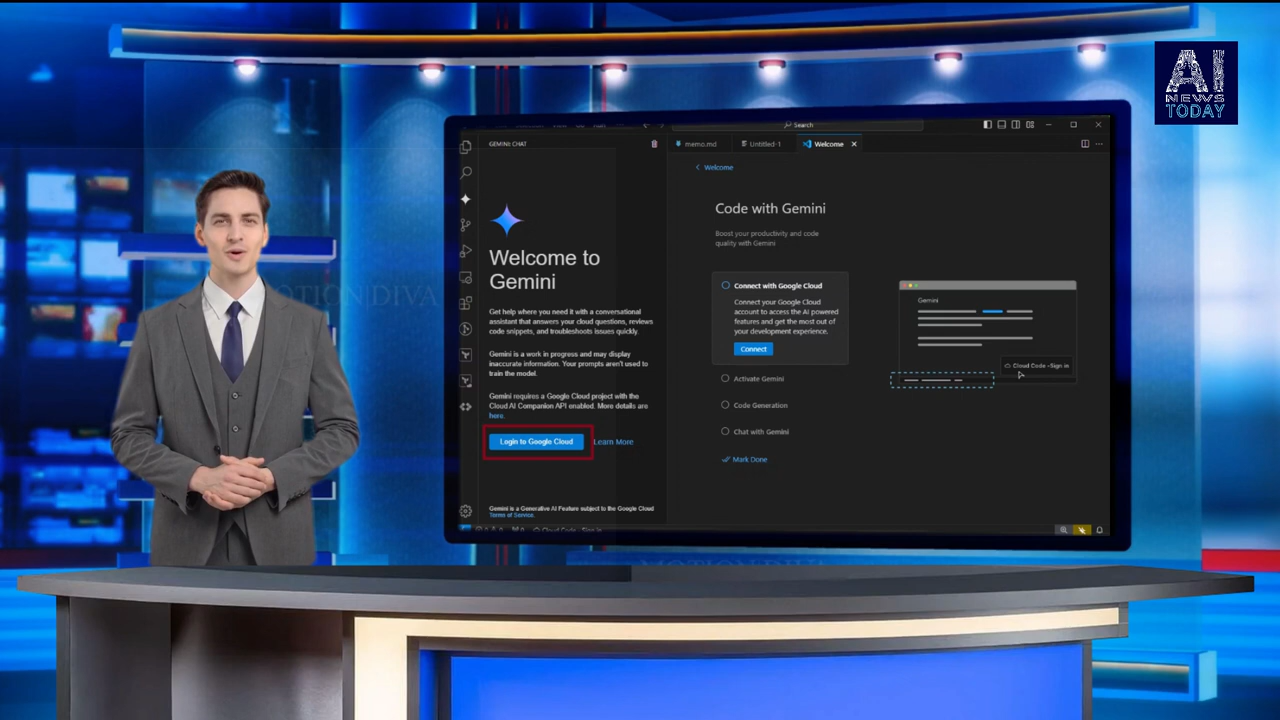 AI
NEWS
TODAY
Search
GEMINI: CHAT
memo.md
Untitled-1
Welcome
Welcome
Welcome to
Gemini
Get help where you need it with a conversational
assistant that answers your cloud questions, reviews
code snippets, and troubleshoots issues quickly.
Gemini is a work in progress and may display
inaccurate information. Your prompts aren't used to
train the model.
Gemini requires a Google Cloud project with the
Cloud AI Companion API enabled. More details are
here.
Login to Google Cloud
Learn More
Gemini is a Generative AI Feature subject to the Google Cloud
Terms of Service.
Code with Gemini
Boost your productivity and code
quality with Gemini
Connect with Google Cloud
Connect your Google Cloud
account to access the AI powered
features and get the most out of
your development experience.
Connect
Activate Gemini
Code Generation
Chat with Gemini
Mark Done
Gemini
Cloud Code - Sign in
Cloud Code - Sign in